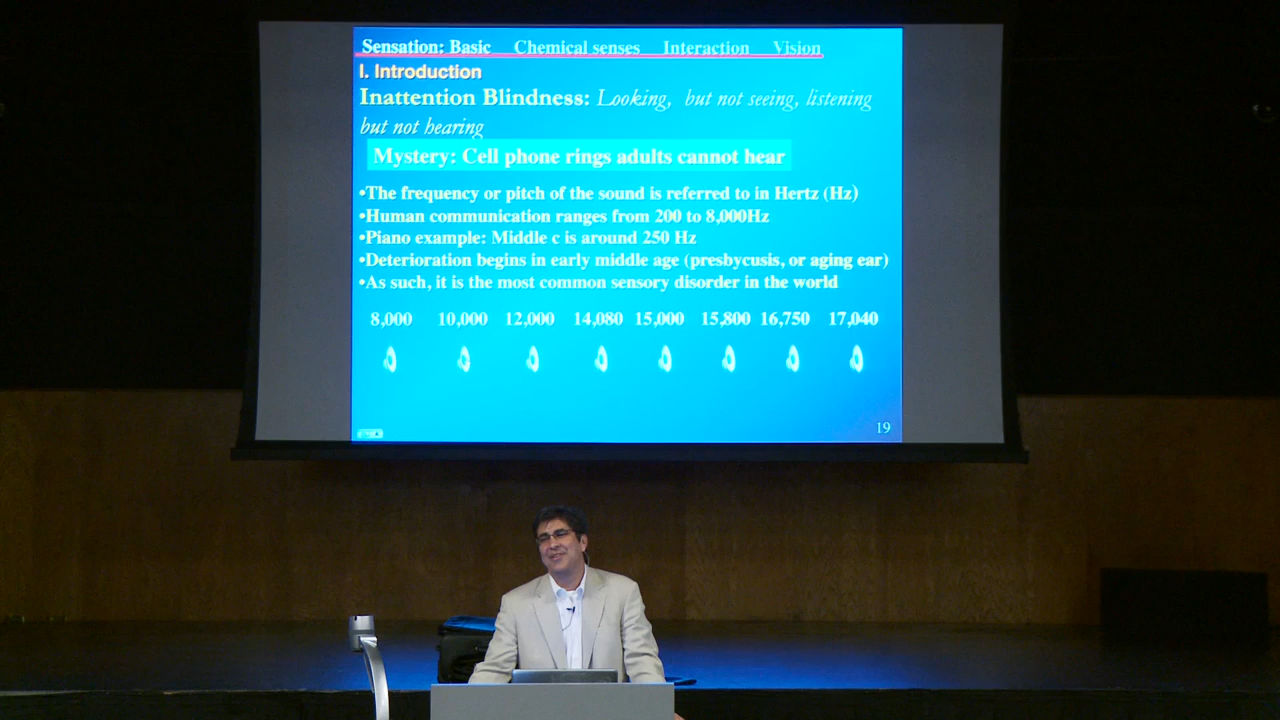 Sensation: Basic Chemical senses Interaction Vision
I. Introduction
Inattention Blindness: Looking, but not seeing, listening
but not hearing
Mystery: Cell phone rings adults cannot hear
•The frequency or pitch of the sound is referred to in Hertz (Hz)
•Human communication ranges from 200 to 8,000Hz
•Piano example: Middle c is around 250 Hz
•Deterioration begins in early middle age (presbycusis, or aging ear)
•As such, it is the most common sensory disorder in the world
8,000 10,000 12,000 14,080 15,000 15,800 16,750 17,040
19